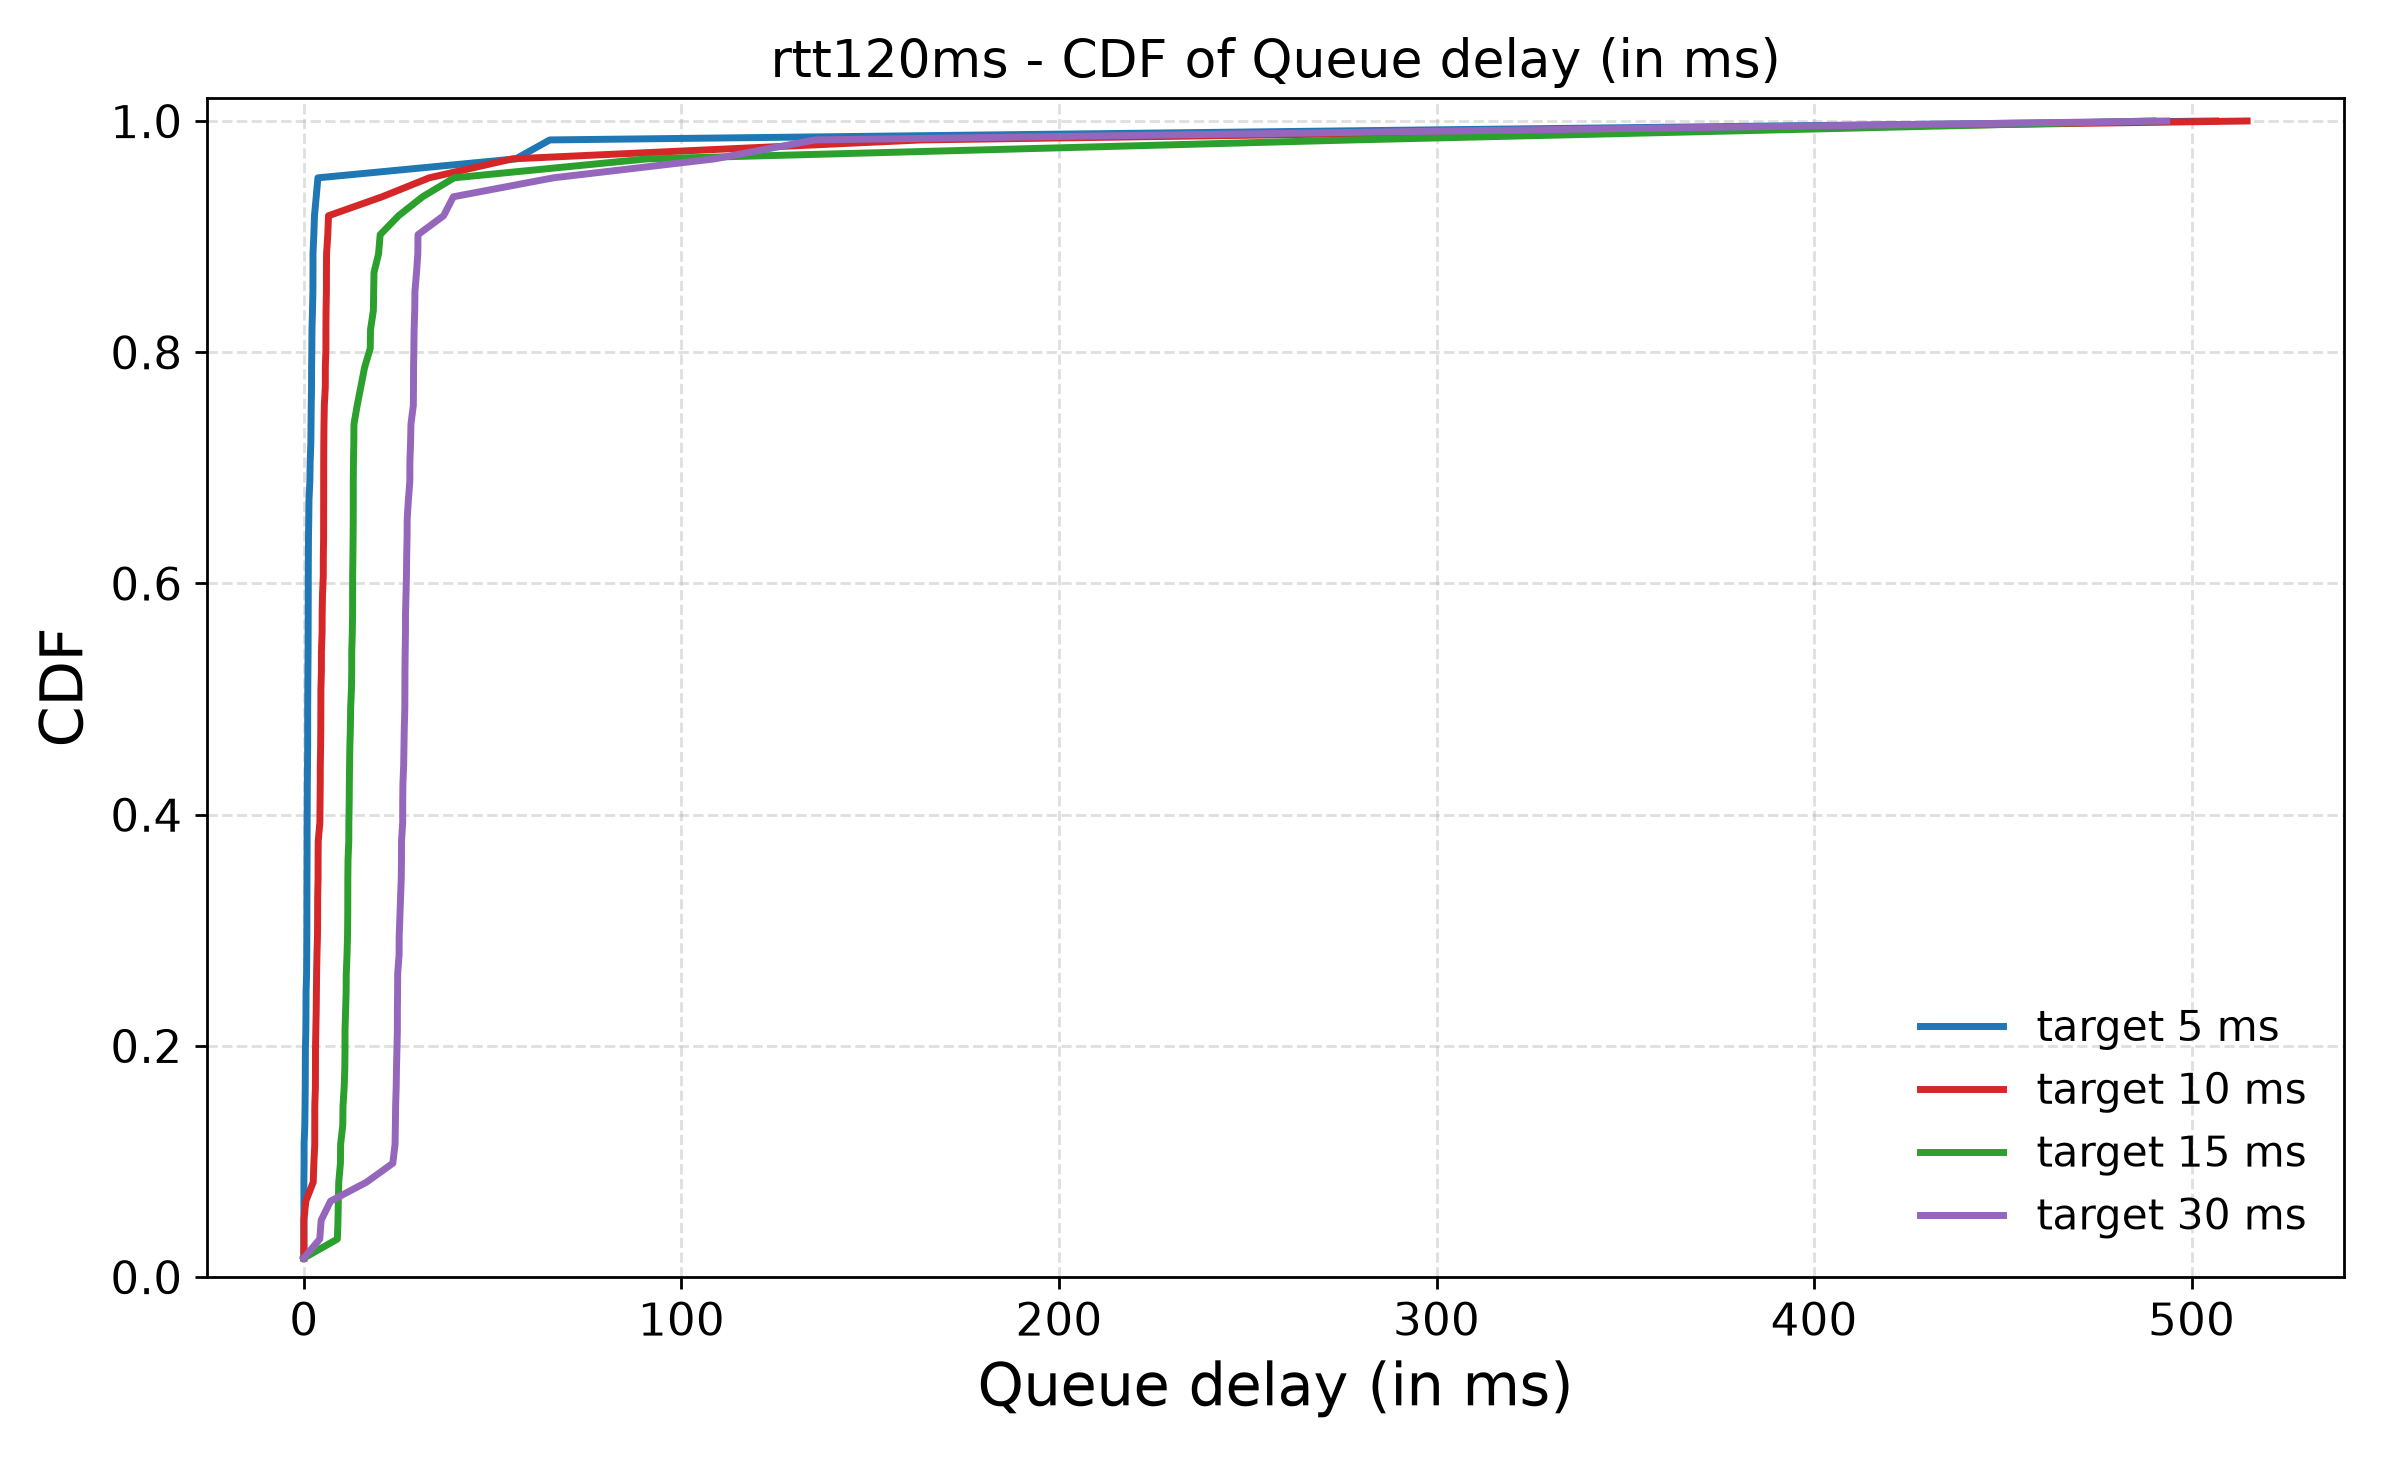 rtt120ms - CDF of Queue delay (in ms)
CDF
1.0
0.8
0.6
0.4
0.2
0.0
0 100 200 300 400 500
Queue delay (in ms)
target 5 ms
target 10 ms
target 15 ms
target 30 ms